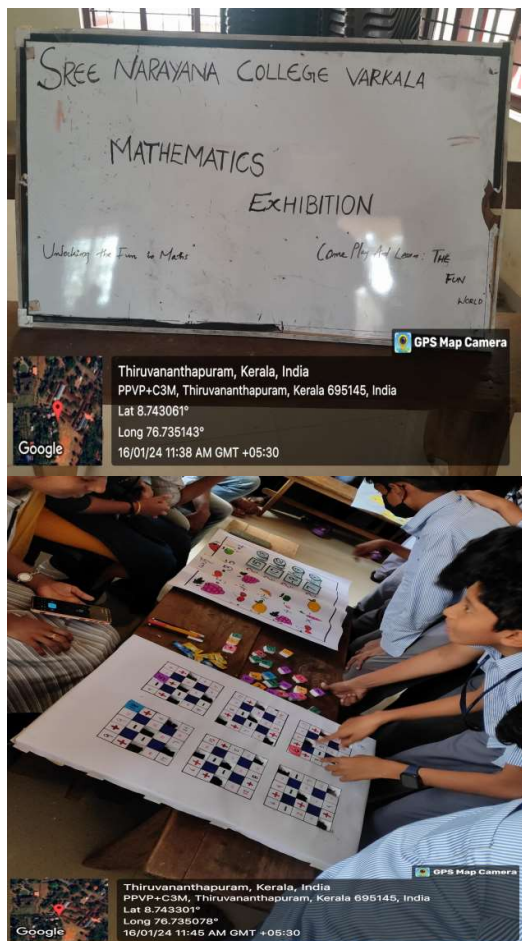 SREE NARAYANA COLLEGE VARKALA
MATHEMATICS
EXHIBITION
"Unlocking the Fun in Maths"
"Come Play And Learn: THE
FUN
WORLD"
GPS Map Camera
Thiruvananthapuram, Kerala, India
PPVP+C3M, Thiruvananthapuram, Kerala 695145, India
Lat 8.743061°
Long 76.735143°
16/01/24 11:38 AM GMT +05:30
Google
GPS Map Camera
Thiruvananthapuram, Kerala, India
PPVP+C3M, Thiruvananthapuram, Kerala 695145, India
Lat 8.743301°
Long 76.735078°
16/01/24 11:45 AM GMT +05:30
Google